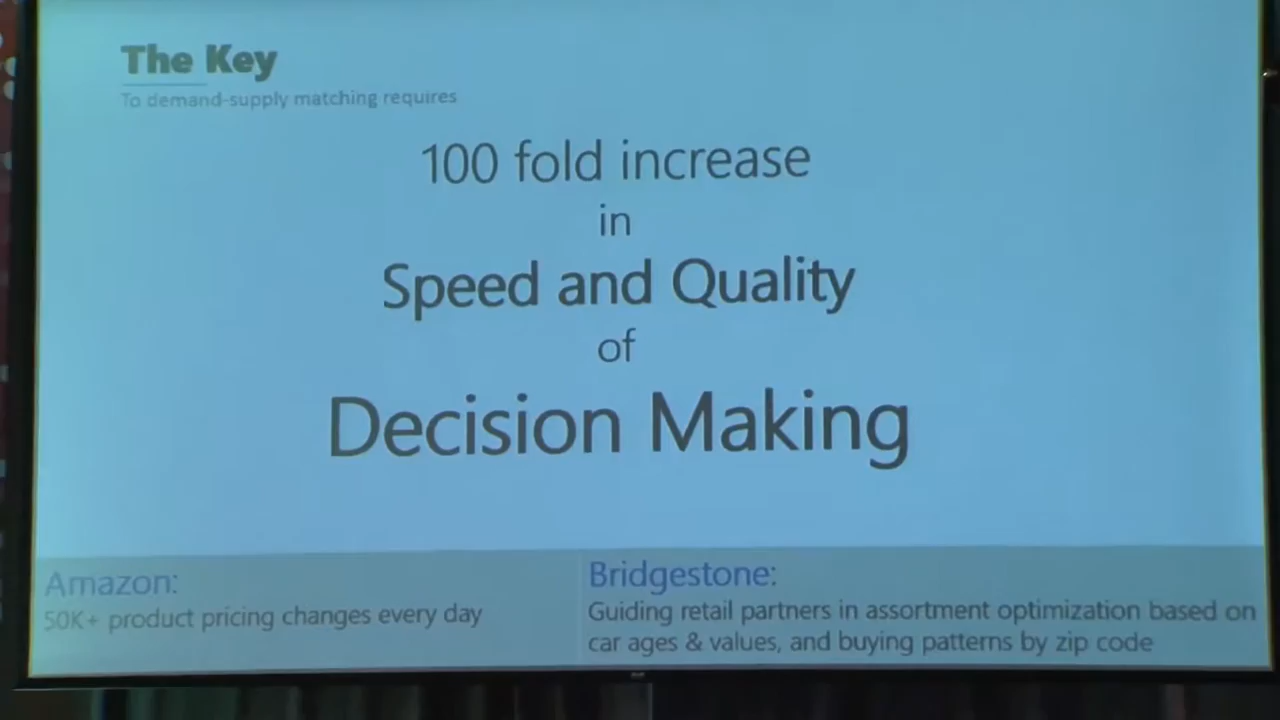 The Key
To demand-supply matching requires
100 fold increase
in
Speed and Quality
of
Decision Making
Amazon:
50K+ product pricing changes every day
Bridgestone:
Guiding retail partners in assortment optimization based on
car ages & values, and buying patterns by zip code